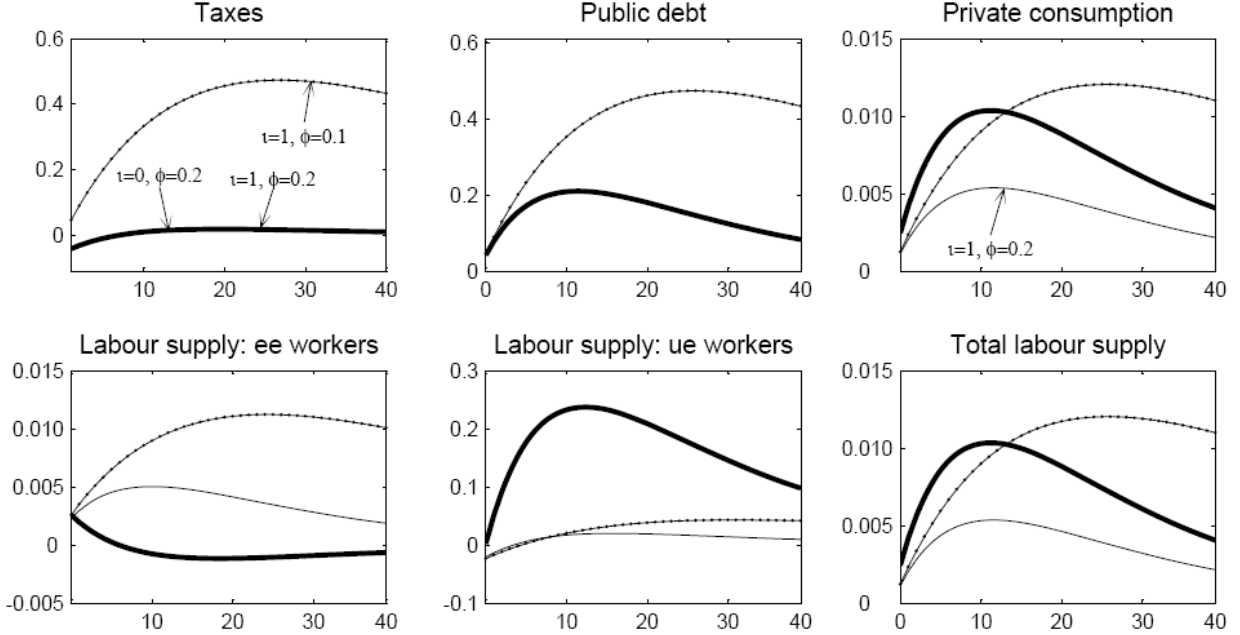 Taxes
Public debt
Private consumption
0.6
0.4
0.2
0
ι=1, ϕ=0.1
ι=0, ϕ=0.2
ι=1, ϕ=0.2
10 20 30 40
0.6
0.4
0.2
0
0 10 20 30 40
0.015
0.010
0.005
0
ι=1, ϕ=0.2
0 10 20 30 40
Labour supply: ee workers
Labour supply: ue workers
Total labour supply
0.015
0.010
0.005
0
-0.005
10 20 30 40
0.3
0.2
0.1
0
-0.1
0 10 20 30 40
0.015
0.010
0.005
0
0 10 20 30 40